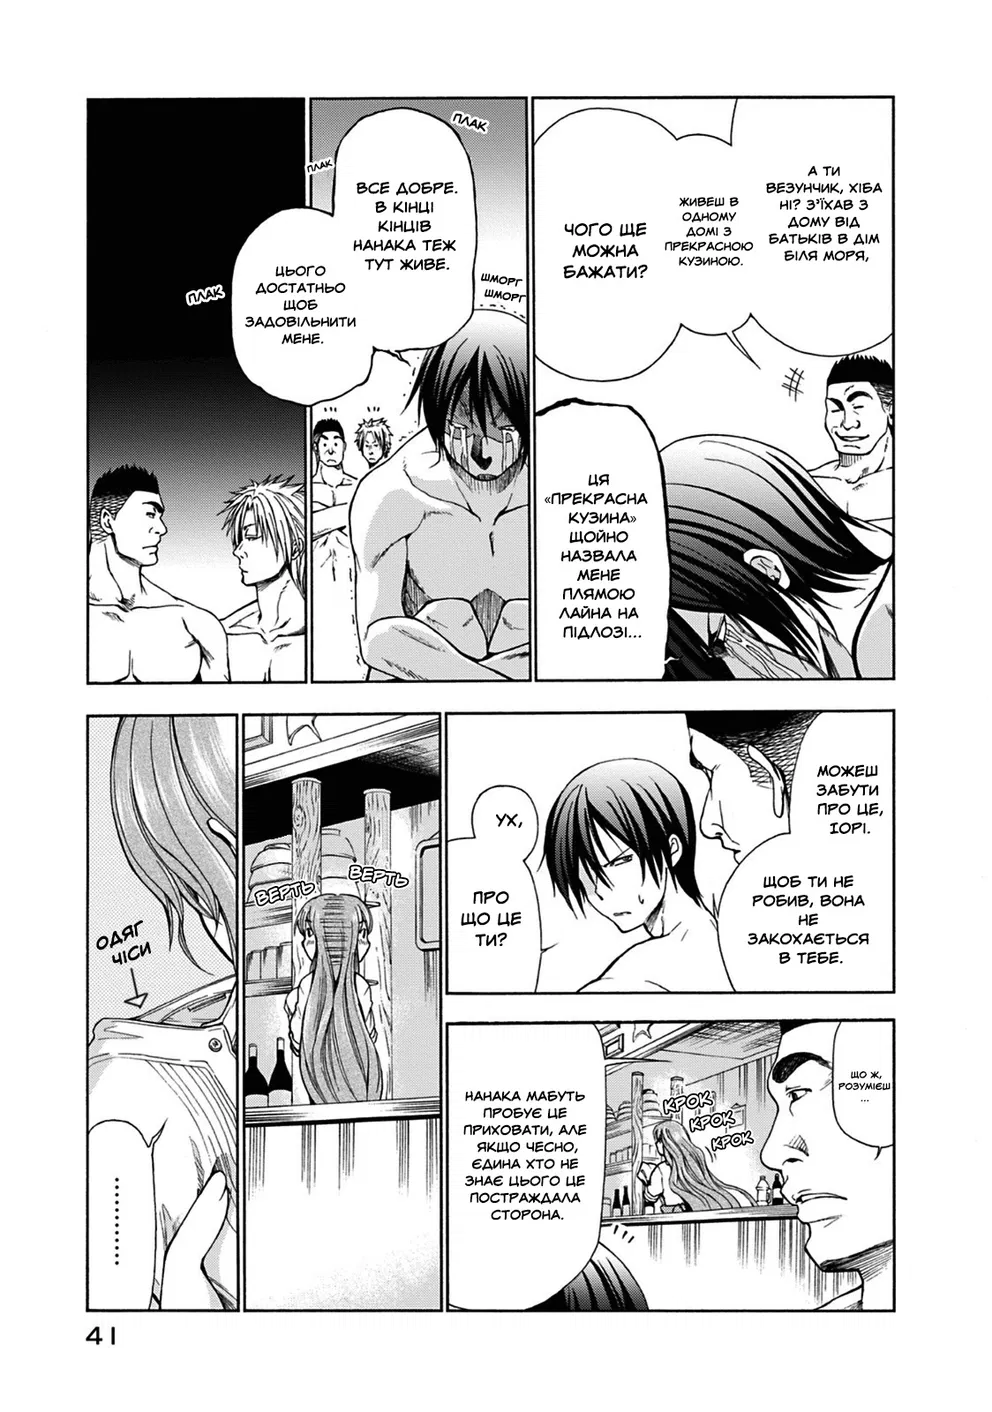 А ТИ
ВЕЗУНЧИК, ХІБА
НІ? З'ЇХАВ З
ДОМУ ВІД
БАТЬКІВ В ДІМ
БІЛЯ МОРЯ,
ЖИВЕШ В
ОДНОМУ
ДОМІ З
ПРЕКРАСНОЮ
КУЗИНОЮ.
ЧОГО ЩЕ
МОЖНА
БАЖАТИ?
ЦЯ
«ПРЕКРАСНА
КУЗИНА»
ЩОЙНО
НАЗВАЛА
МЕНЕ
ПЛЯМОЮ
ЛАЙНА НА
ПІДЛОЗІ...
ПЛАК
ПЛАК
ВСЕ ДОБРЕ.
В КІНЦІ
КІНЦІВ
НАНАКА ТЕЖ
ТУТ ЖИВЕ.
ШМОРГ
ШМОРГ
ЦЬОГО
ДОСТАТНЬО
ЩОБ
ЗАДОВІЛЬНИТИ
МЕНЕ.
ПЛАК
МОЖЕШ
ЗАБУТИ
ПРО ЦЕ,
ІОРІ.
ЩОБ ТИ НЕ
РОБИВ, ВОНА
НЕ
ЗАКОХАЄТЬСЯ
В ТЕБЕ.
УХ,
ПРО
ЩО ЦЕ
ТИ?
ВЕРТЬ
ВЕРТЬ
ОДЯГ
ЧІСИ
..........
ЩО Ж,
РОЗУМІЄШ
...
КРОК
КРОК
КРОК
НАНАКА МАБУТЬ
ПРОБУЄ ЦЕ
ПРИХОВАТИ, АЛЕ
ЯКЩО ЧЕСНО,
ЄДИНА ХТО НЕ
ЗНАЄ ЦЬОГО ЦЕ
ПОСТРАЖДАЛА
СТОРОНА.
41